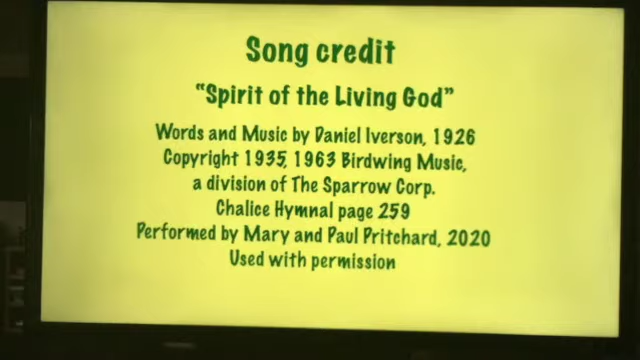 Song credit
"Spirit of the Living God"
Words and Music by Daniel Iverson, 1926
Copyright 1935, 1963 Birdwing Music,
a division of The Sparrow Corp.
Chalice Hymnal page 259
Performed by Mary and Paul Pritchard, 2020
Used with permission